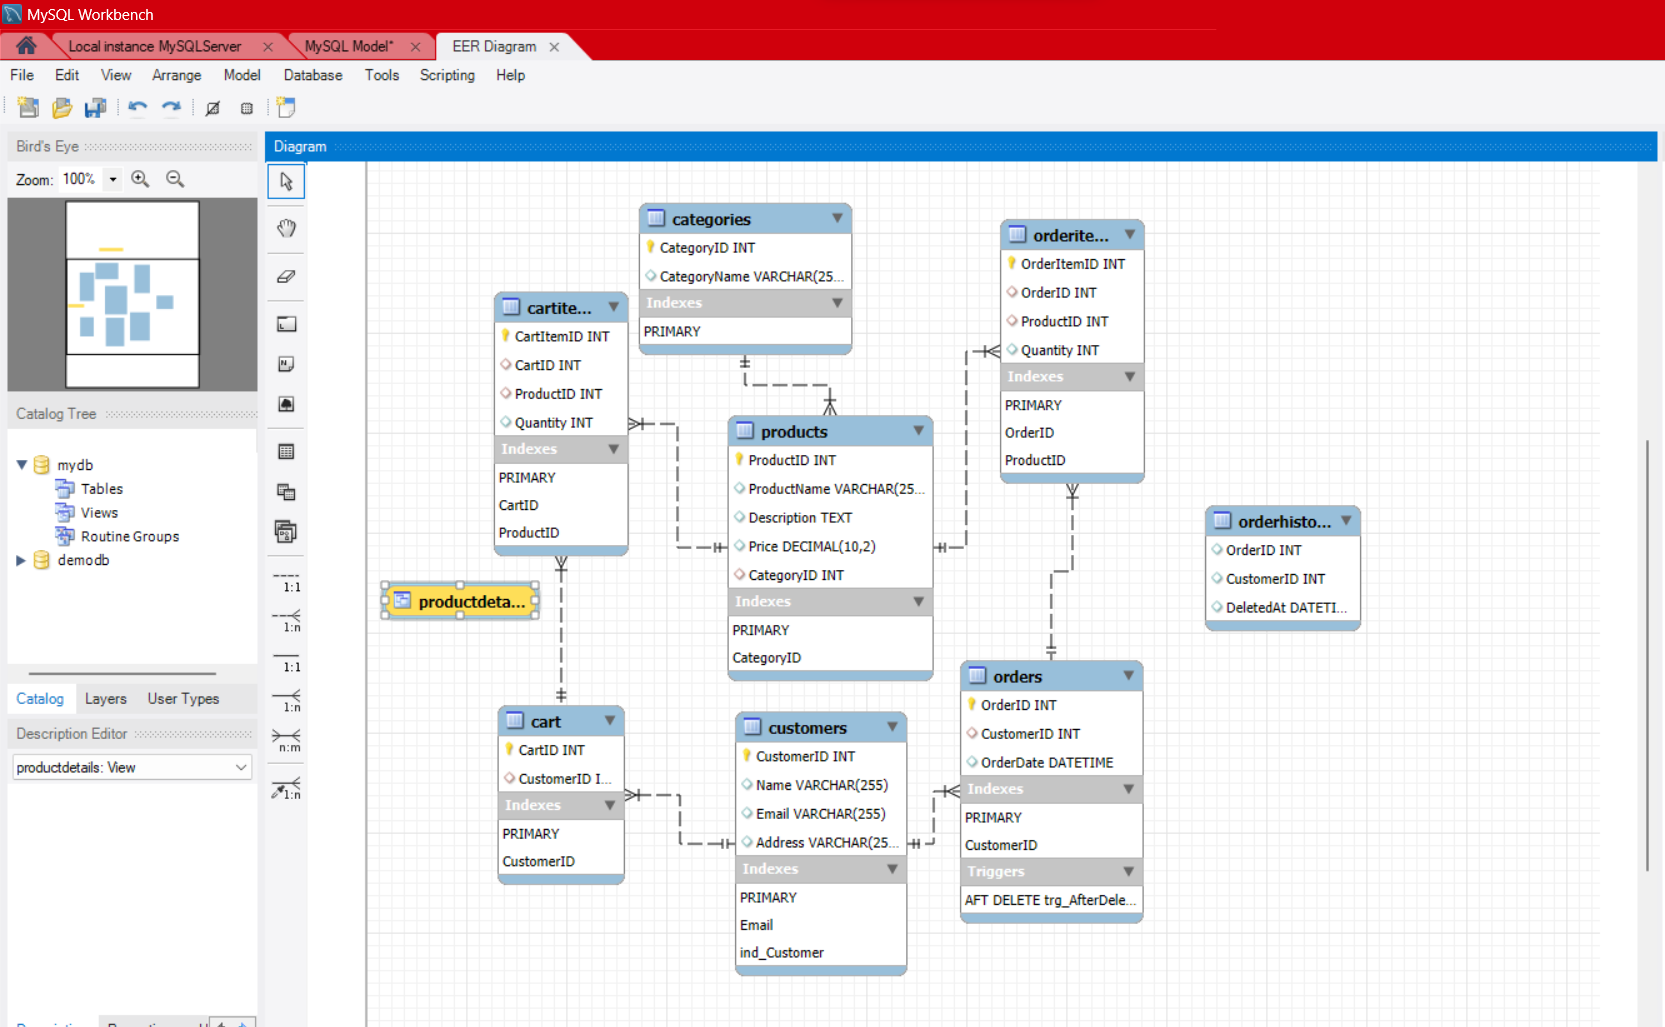 MySQL Workbench
Local instance MySQLServer
MySQL Model*
EER Diagram
File Edit View Arrange Model Database Tools Scripting Help
Bird's Eye
Zoom: 100%
Catalog Tree
mydb
Tables
Views
Routine Groups
demodb
Catalog Layers User Types
Description Editor
productdetails: View
Diagram
1:1
1:n
1:1
1:n
n:m
1:n
categories
CategoryID INT
CategoryName VARCHAR(25...
Indexes
PRIMARY
cartite...
CartItemID INT
CartID INT
ProductID INT
Quantity INT
Indexes
PRIMARY
CartID
ProductID
productdeta...
products
ProductID INT
ProductName VARCHAR(25...
Description TEXT
Price DECIMAL(10,2)
CategoryID INT
Indexes
PRIMARY
CategoryID
orderite...
OrderItemID INT
OrderID INT
ProductID INT
Quantity INT
Indexes
PRIMARY
OrderID
ProductID
orderhisto...
OrderID INT
CustomerID INT
DeletedAt DATETI...
cart
CartID INT
CustomerID I...
Indexes
PRIMARY
CustomerID
customers
CustomerID INT
Name VARCHAR(255)
Email VARCHAR(255)
Address VARCHAR(25...
Indexes
PRIMARY
Email
ind_Customer
orders
OrderID INT
CustomerID INT
OrderDate DATETIME
Indexes
PRIMARY
CustomerID
Triggers
AFT DELETE trg_AfterDele...